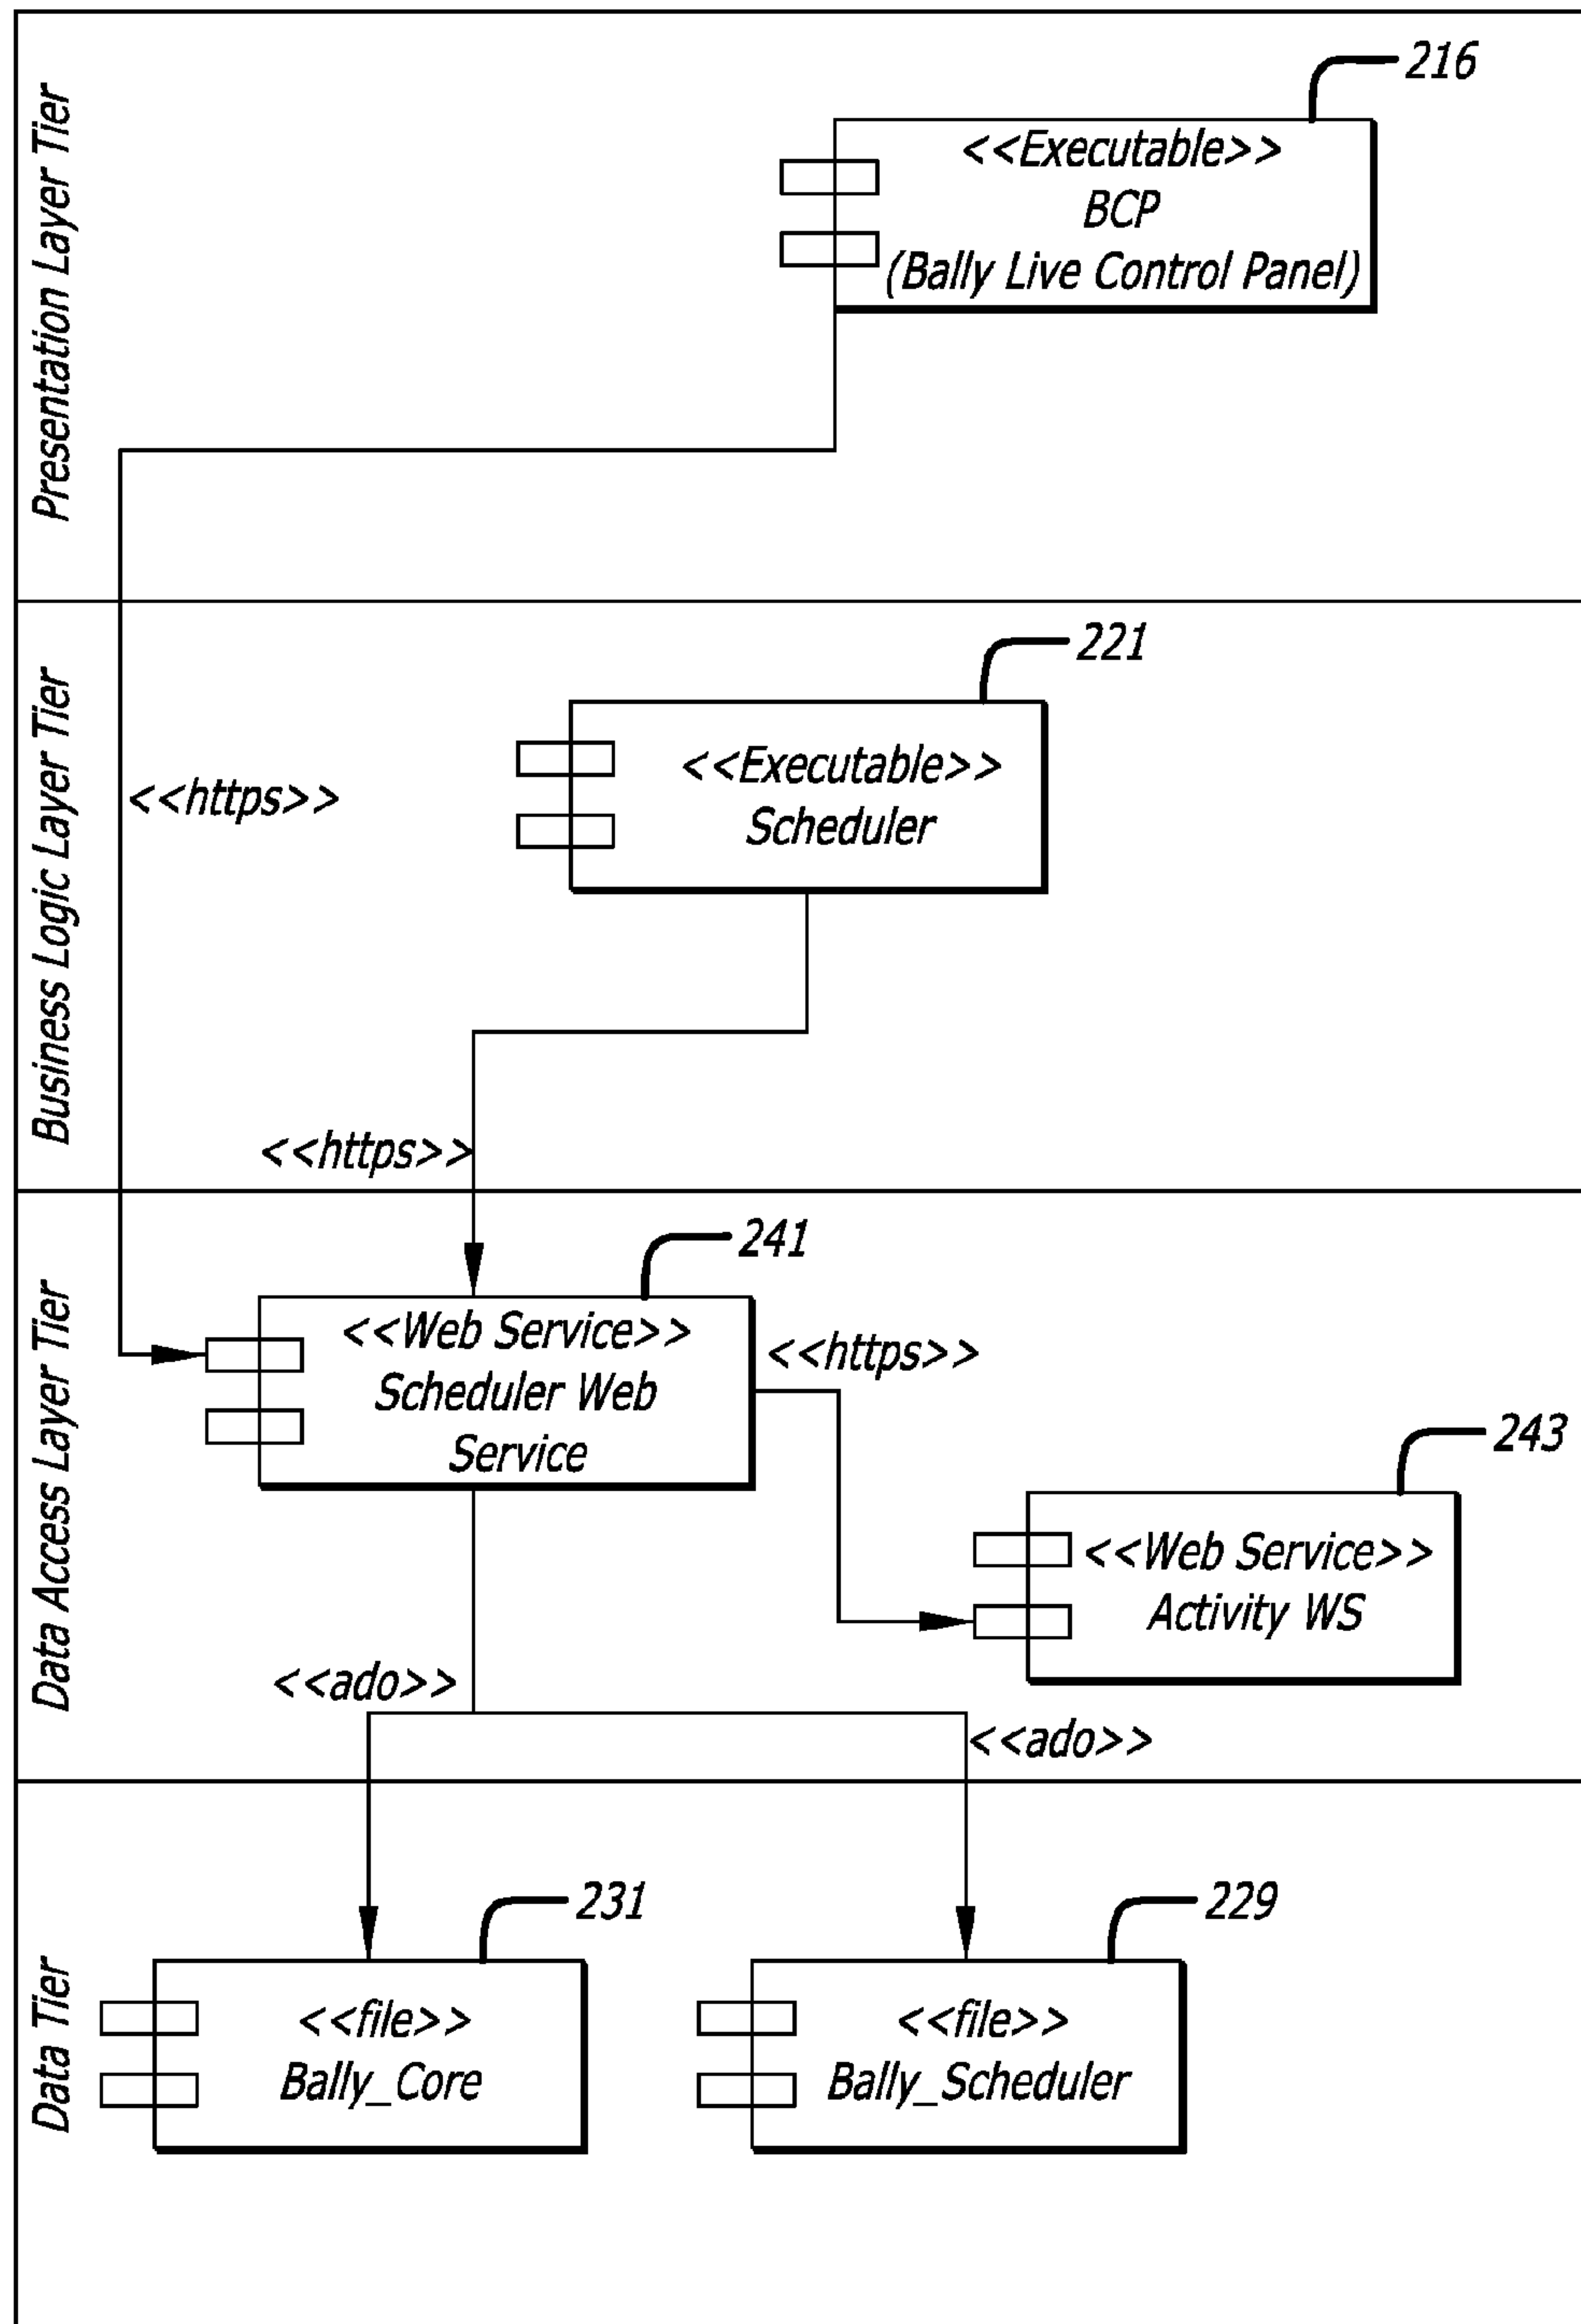 Presentation Layer Tier
216
<<Executable>>
BCP
(Bally Live Control Panel)
Business Logic Layer Tier
221
<<Executable>>
Scheduler
<<https>>
<<https>>
Data Access Layer Tier
241
<<Web Service>>
Scheduler Web
Service
<<https>>
243
<<Web Service>>
Activity WS
<<ado>>
<<ado>>
Data Tier
231
<<file>>
Bally_Core
229
<<file>>
Bally_Scheduler